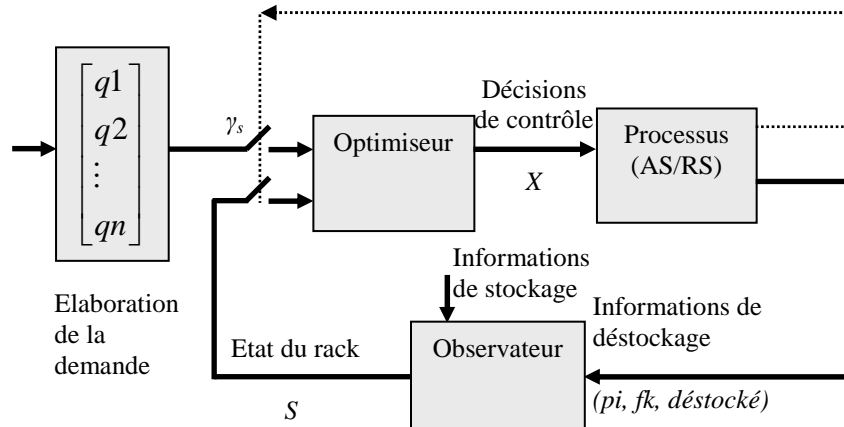 q1
q2
⋮
qn
Elaboration
de la
demande
γs
Optimiseur
Décisions
de contrôle
X
Processus
(AS/RS)
Informations
de stockage
Informations de
déstockage
Observateur
Etat du rack
S
(pi, fk, déstocké)